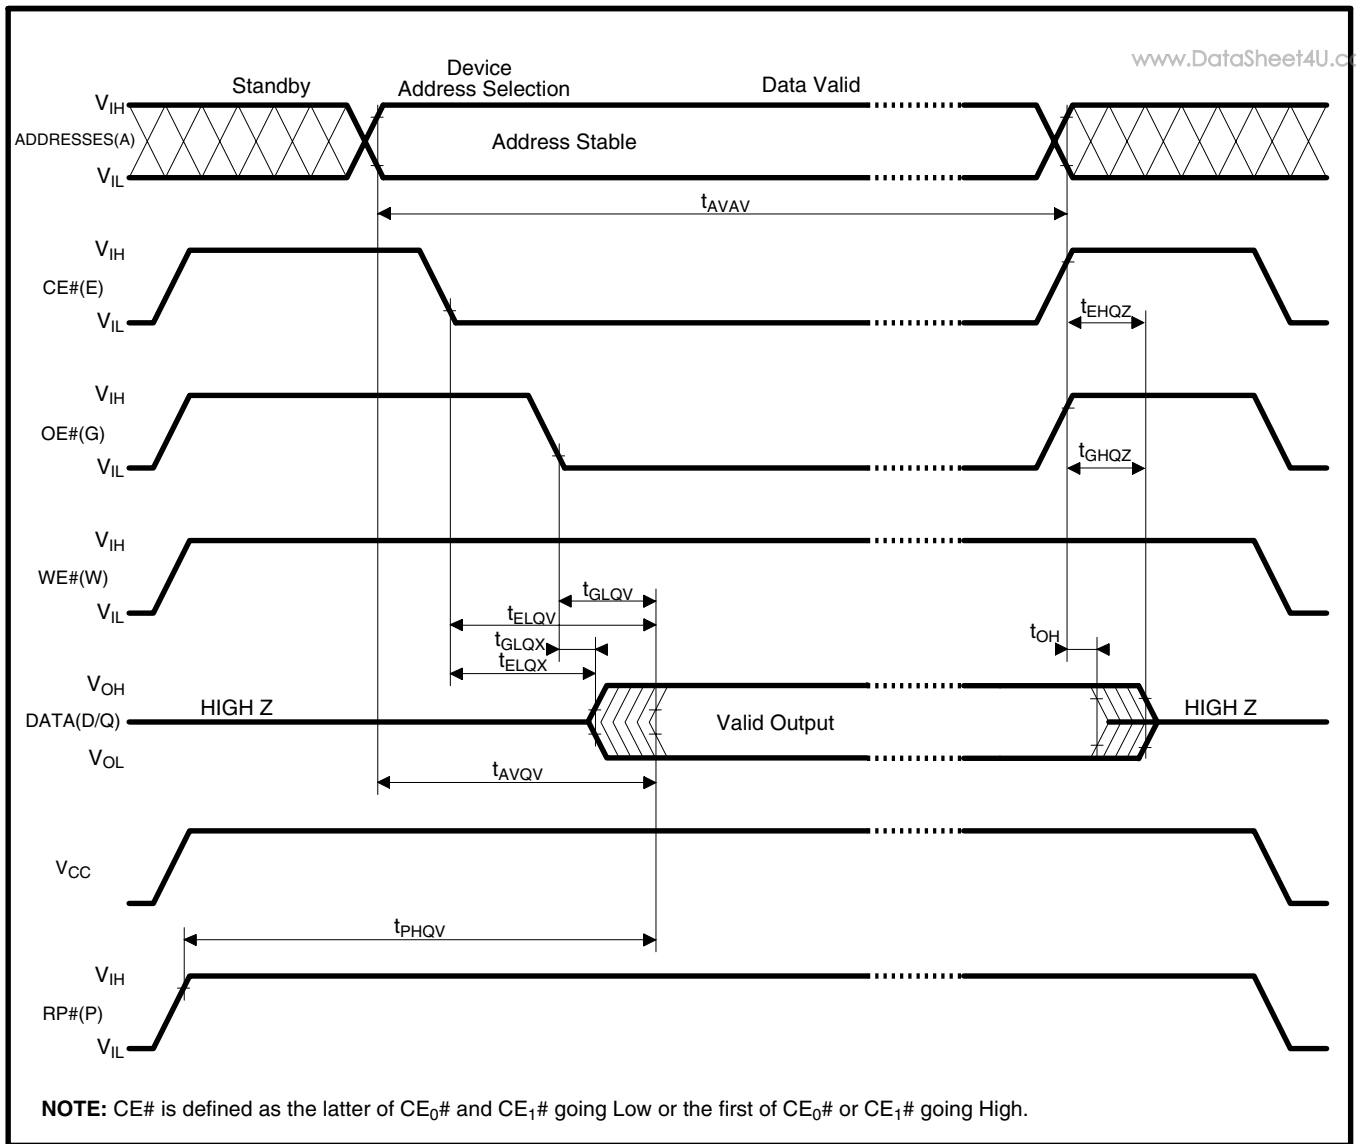 www.DataSheet4U.co
Standby
Device
Address Selection
Data Valid
VIH
ADDRESSES(A)
Address Stable
VIL
tAVAV
VIH
CE#(E)
VIL
tEHQZ
VIH
OE#(G)
VIL
tGHQZ
VIH
WE#(W)
VIL
tGLQV
tELQV
tGLQX
tELQX
tOH
VOH
DATA(D/Q)
HIGH Z
Valid Output
HIGH Z
VOL
tAVQV
VCC
tPHQV
VIH
RP#(P)
VIL
NOTE: CE# is defined as the latter of CE0# and CE1# going Low or the first of CE0# or CE1# going High.